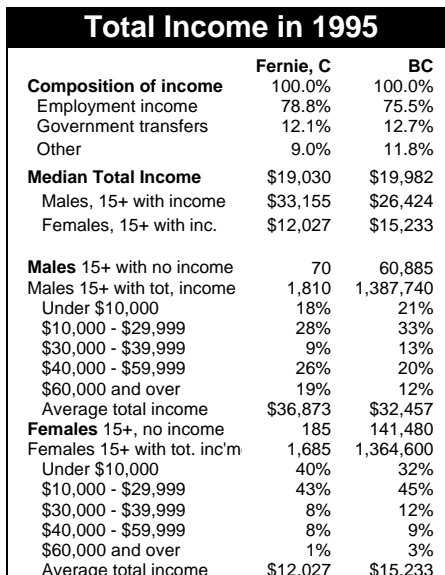 Total Income in 1995
Fernie, C BC
Composition of income 100.0% 100.0%
Employment income 78.8% 75.5%
Government transfers 12.1% 12.7%
Other 9.0% 11.8%
Median Total Income $19,030 $19,982
Males, 15+ with income $33,155 $26,424
Females, 15+ with inc. $12,027 $15,233
Males 15+ with no income 70 60,885
Males 15+ with tot, income 1,810 1,387,740
Under $10,000 18% 21%
$10,000 - $29,999 28% 33%
$30,000 - $39,999 9% 13%
$40,000 - $59,999 26% 20%
$60,000 and over 19% 12%
Average total income $36,873 $32,457
Females 15+, no income 185 141,480
Females 15+ with tot. inc'm 1,685 1,364,600
Under $10,000 40% 32%
$10,000 - $29,999 43% 45%
$30,000 - $39,999 8% 12%
$40,000 - $59,999 8% 9%
$60,000 and over 1% 3%
Average total income $12,027 $15,233